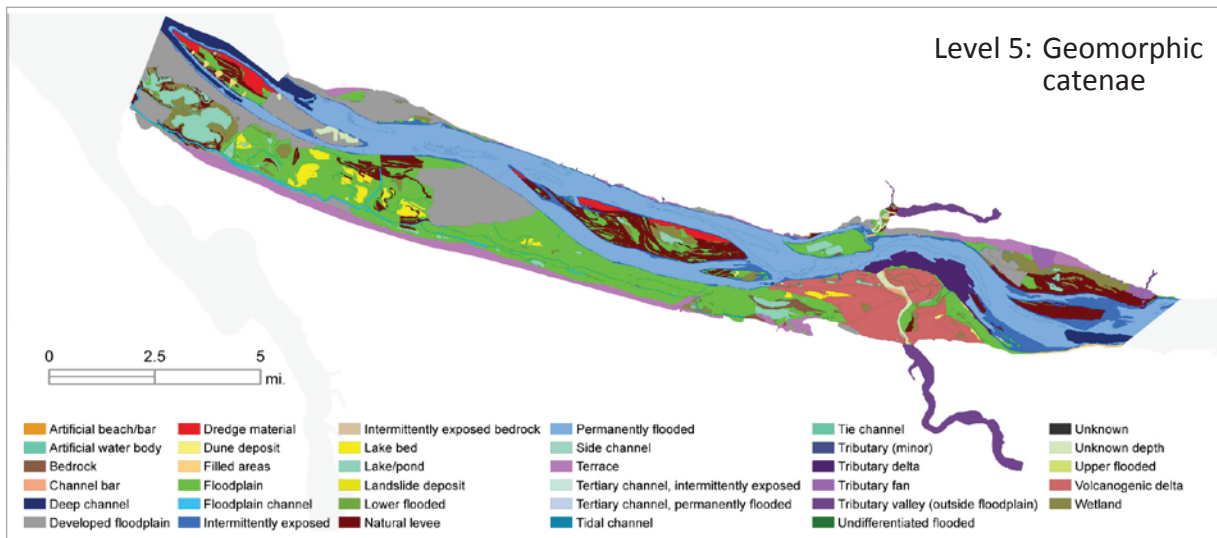 Level 5: Geomorphic
catenae
0 2.5 5
mi.
Artificial beach/bar
Artificial water body
Bedrock
Channel bar
Deep channel
Developed floodplain
Dredge material
Dune deposit
Filled areas
Floodplain
Floodplain channel
Intermittently exposed
Intermittently exposed bedrock
Lake bed
Lake/pond
Landslide deposit
Lower flooded
Natural levee
Permanently flooded
Side channel
Terrace
Tertiary channel, intermittently exposed
Tertiary channel, permanently flooded
Tidal channel
Tie channel
Tributary (minor)
Tributary delta
Tributary fan
Tributary valley (outside floodplain)
Undifferentiated flooded
Unknown
Unknown depth
Upper flooded
Volcanogenic delta
Wetland